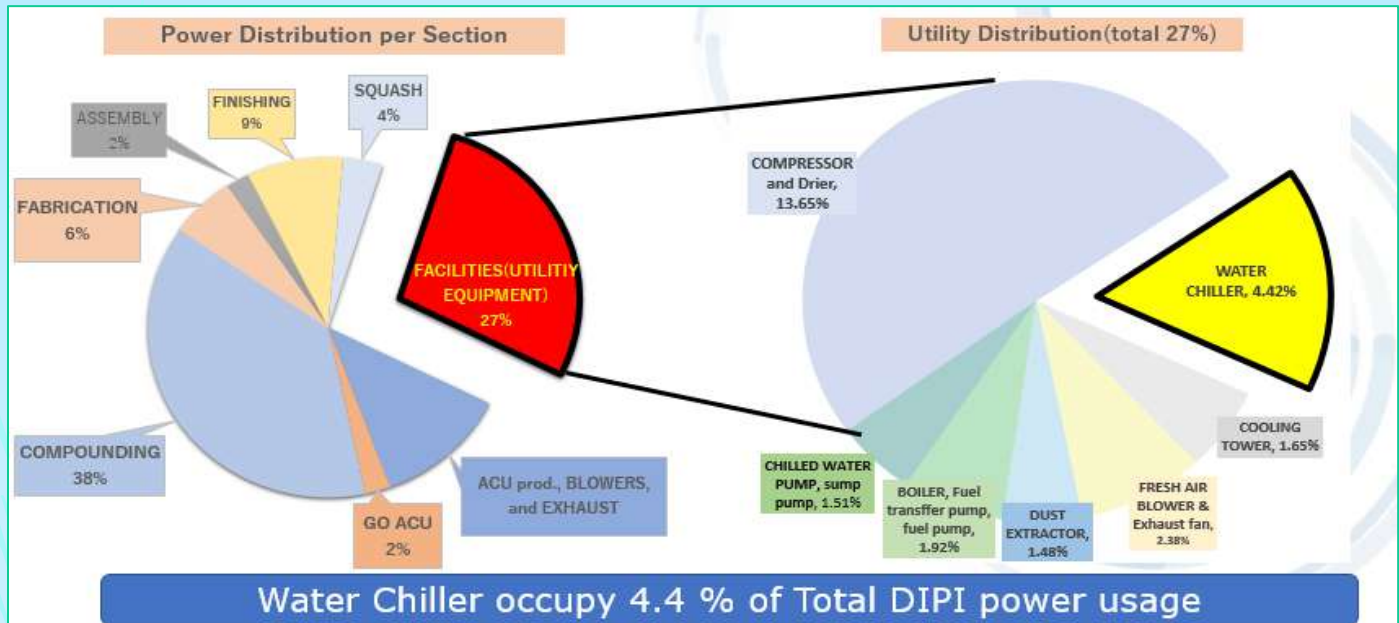 Power Distribution per Section
Utility Distribution(total 27%)
SQUASH
4%
FINISHING
9%
ASSEMBLY
2%
FABRICATION
6%
COMPOUNDING
38%
GO ACU
2%
ACU prod., BLOWERS,
and EXHAUST
FACILITIES(UTILITIY
EQUIPMENT)
27%
COMPRESSOR
and Drier,
13.65%
WATER
CHILLER, 4.42%
COOLING
TOWER, 1.65%
FRESH AIR
BLOWER &
Exhaust fan,
2.38%
DUST
EXTRACTOR,
1.48%
BOILER, Fuel
transffer pump,
fuel pump,
1.92%
CHILLED WATER
PUMP, sump
pump, 1.51%
Water Chiller occupy 4.4 % of Total DIPI power usage